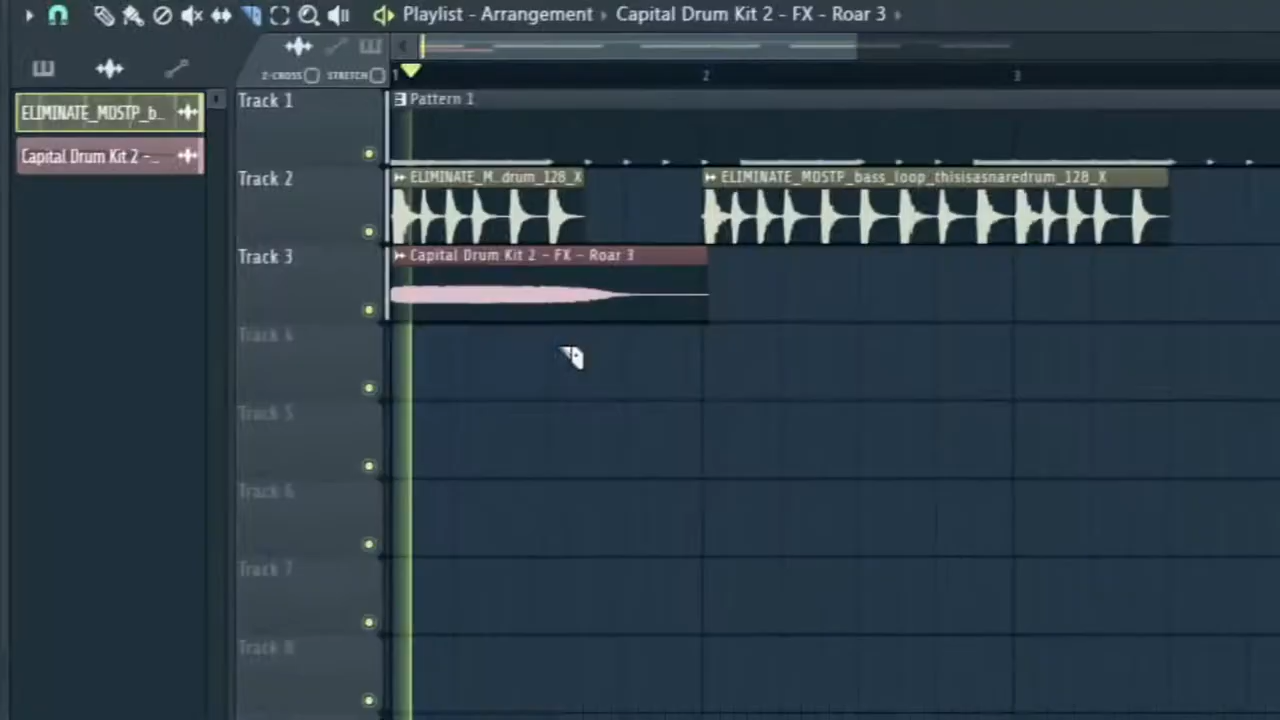 Playlist - Arrangement › Capital Drum Kit 2 - FX - Roar 3 ›
Z-CROSS STRETCH 1 2 3
ELIMINATE_MOSTP_b..
Capital Drum Kit 2 -..
Track 1
Pattern 1
Track 2
ELIMINATE_M..drum_128_X
ELIMINATE_MOSTP_bass_loop_thisisasnaredrum_128_X
Track 3
Capital Drum Kit 2 - FX - Roar 3
Track 4
Track 5
Track 6
Track 7
Track 8